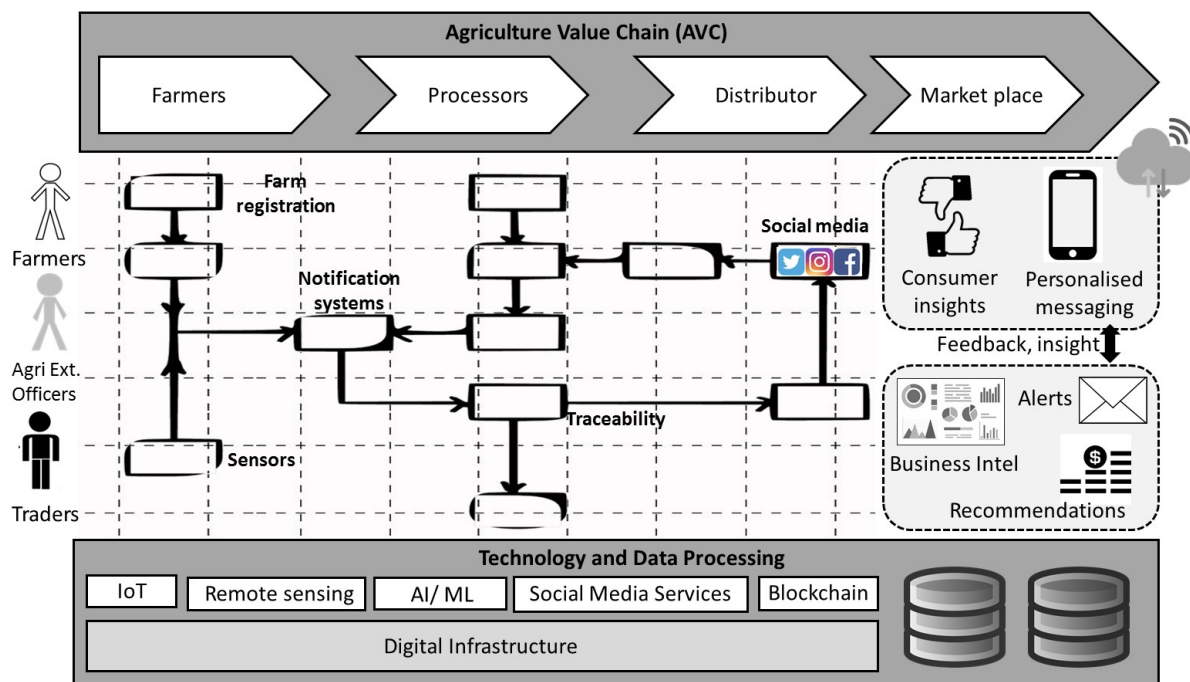 Agriculture Value Chain (AVC)
Farmers
Processors
Distributor
Market place
Farm
registration
Social media
Farmers
Notification
systems
Consumer
insights
Personalised
messaging
Feedback, insight
Agri Ext.
Officers
Traceability
Alerts
Sensors
Business Intel
Traders
$
Recommendations
Technology and Data Processing
IoT
Remote sensing
AI/ ML
Social Media Services
Blockchain
Digital Infrastructure